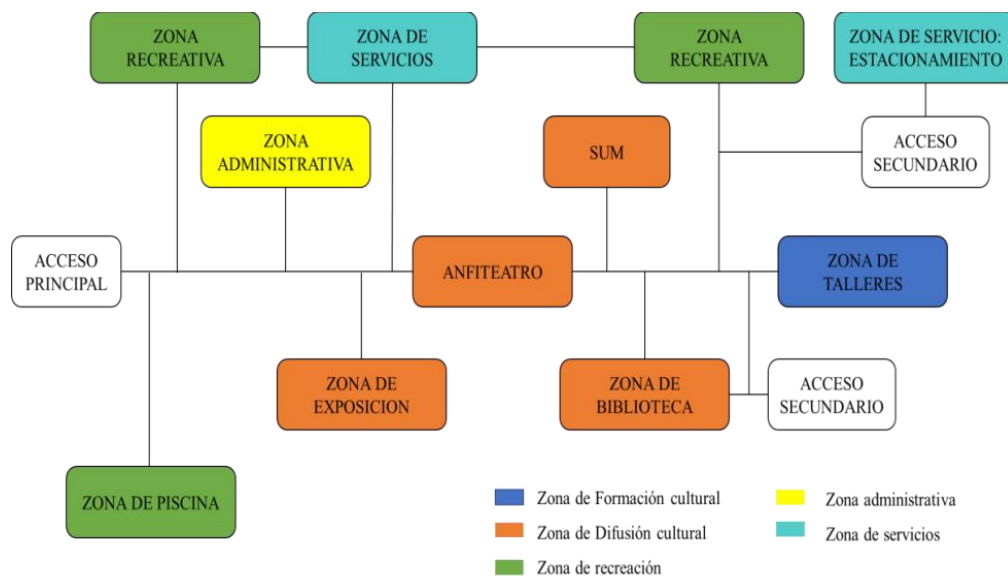 ZONA
RECREATIVA
ZONA DE
SERVICIOS
ZONA
RECREATIVA
ZONA DE SERVICIO:
ESTACIONAMIENTO
ZONA
ADMINISTRATIVA
SUM
ACCESO
SECUNDARIO
ACCESO
PRINCIPAL
ANFITEATRO
ZONA DE
TALLERES
ZONA DE
EXPOSICION
ZONA DE
BIBLIOTECA
ACCESO
SECUNDARIO
ZONA DE PISCINA
Zona de Formación cultural
Zona administrativa
Zona de Difusión cultural
Zona de servicios
Zona de recreación